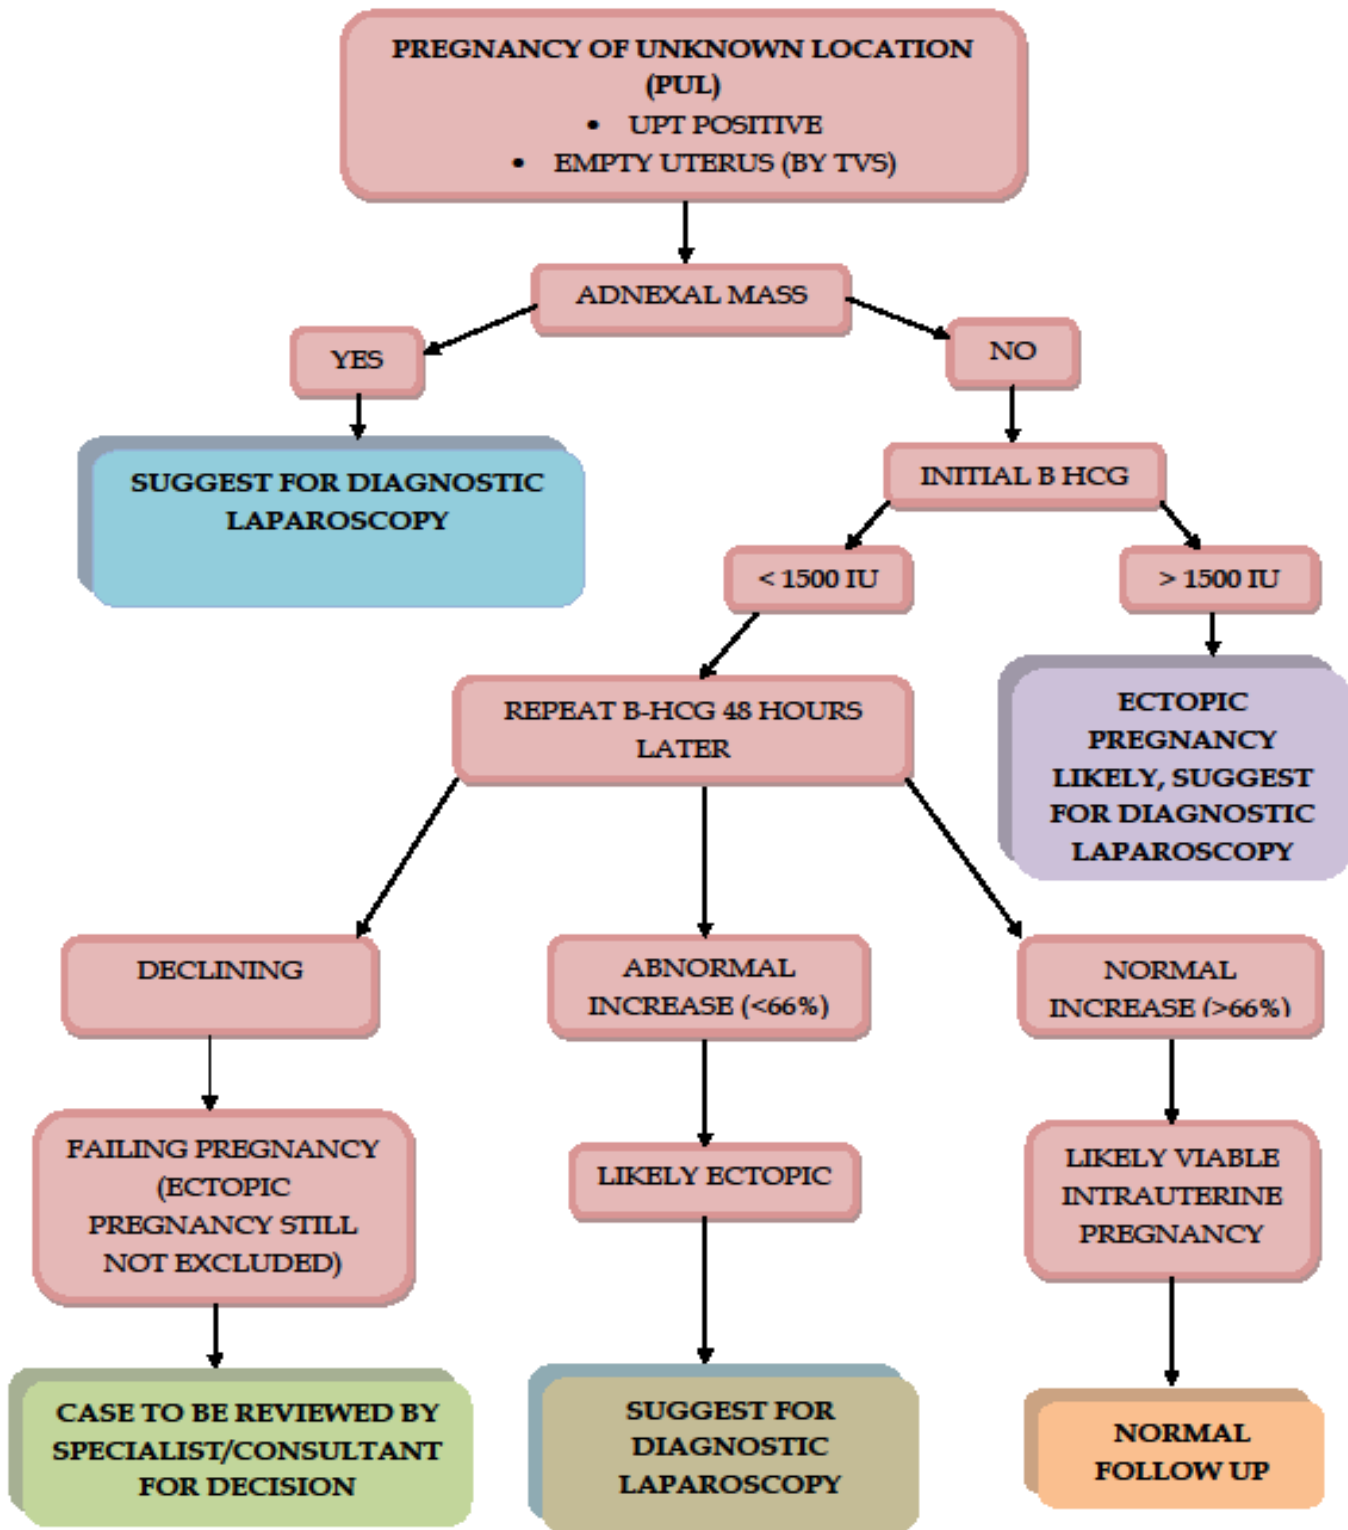 PREGNANCY OF UNKNOWN LOCATION
(PUL)
• UPT POSITIVE
• EMPTY UTERUS (BY TVS)
ADNEXAL MASS
YES
NO
SUGGEST FOR DIAGNOSTIC
LAPAROSCOPY
INITIAL B HCG
< 1500 IU
> 1500 IU
REPEAT B-HCG 48 HOURS
LATER
ECTOPIC
PREGNANCY
LIKELY, SUGGEST
FOR DIAGNOSTIC
LAPAROSCOPY
DECLINING
ABNORMAL
INCREASE (<66%)
NORMAL
INCREASE (>66%)
FAILING PREGNANCY
(ECTOPIC
PREGNANCY STILL
NOT EXCLUDED)
LIKELY ECTOPIC
LIKELY VIABLE
INTRAUTERINE
PREGNANCY
CASE TO BE REVIEWED BY
SPECIALIST/CONSULTANT
FOR DECISION
SUGGEST FOR
DIAGNOSTIC
LAPAROSCOPY
NORMAL
FOLLOW UP